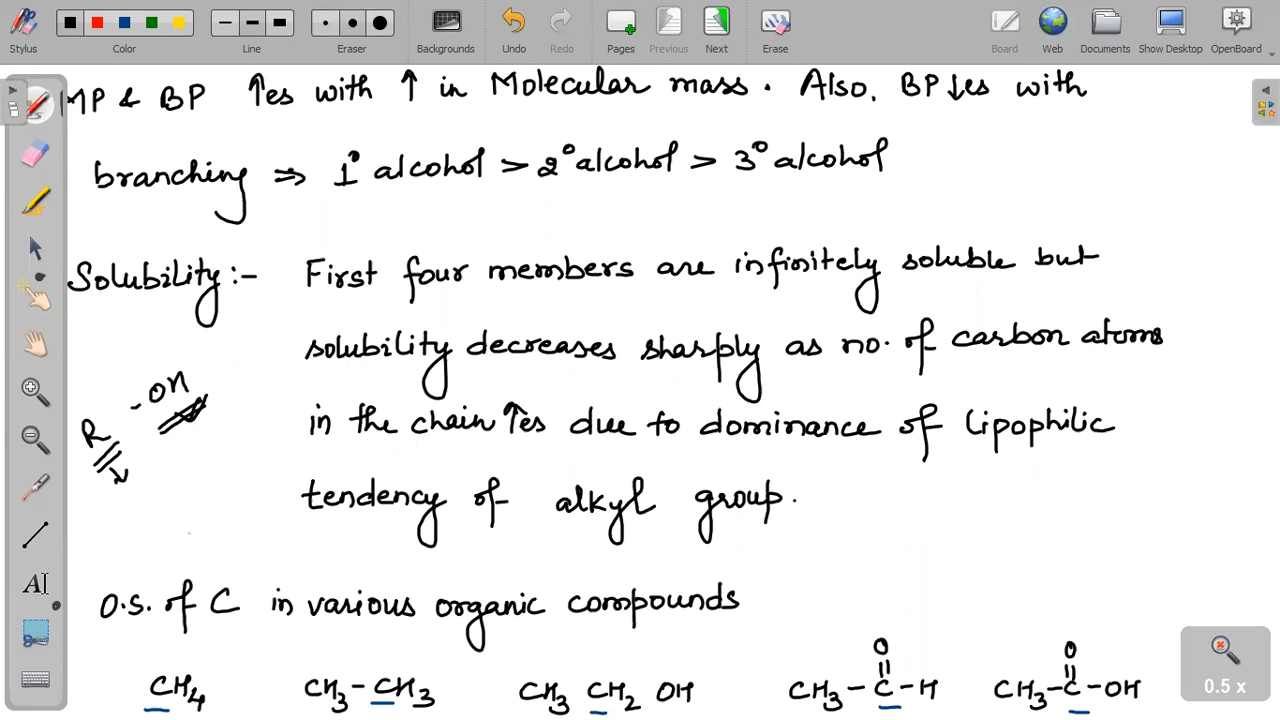 Stylus
Color
Line
Eraser
Backgrounds
Undo
Redo
Pages
Previous
Next
Erase
Board
Web
Documents
Show Desktop
OpenBoard
MP & BP ↑es with ↑ in Molecular mass. Also, BP ↓es with
branching ⇒ 1° alcohol > 2° alcohol > 3° alcohol
Solubility:- First four members are infinitely soluble but
solubility decreases sharply as no. of carbon atoms
in the chain ↑es due to dominance of lipophilic
tendency of alkyl group.
R - OH
O.S. of C in various organic compounds
CH4 CH3-CH3 CH3 CH2 OH CH3-C(=O)-H CH3-C(=O)-OH
0.5 x